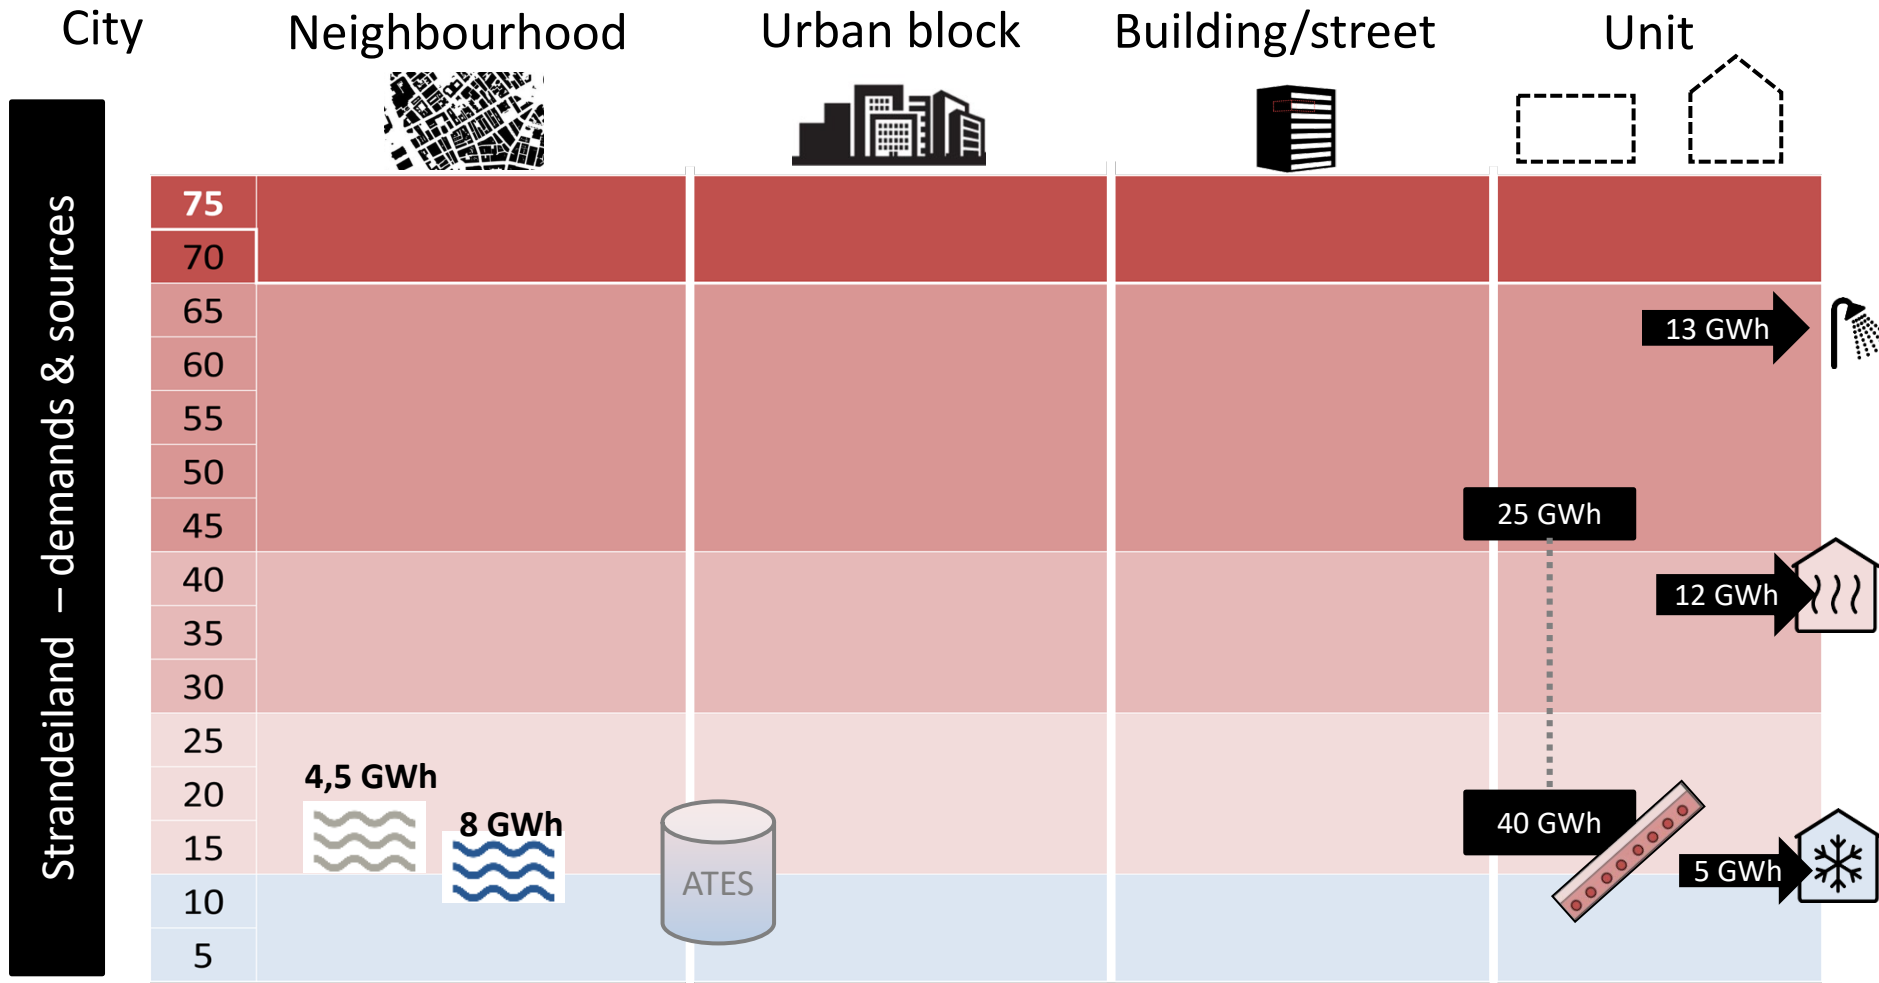 City
Neighbourhood
Urban block
Building/street
Unit
Strandeiland – demands & sources
75
70
65
60
55
50
45
40
35
30
25
20
15
10
5
13 GWh
25 GWh
12 GWh
4,5 GWh
8 GWh
40 GWh
5 GWh
ATES